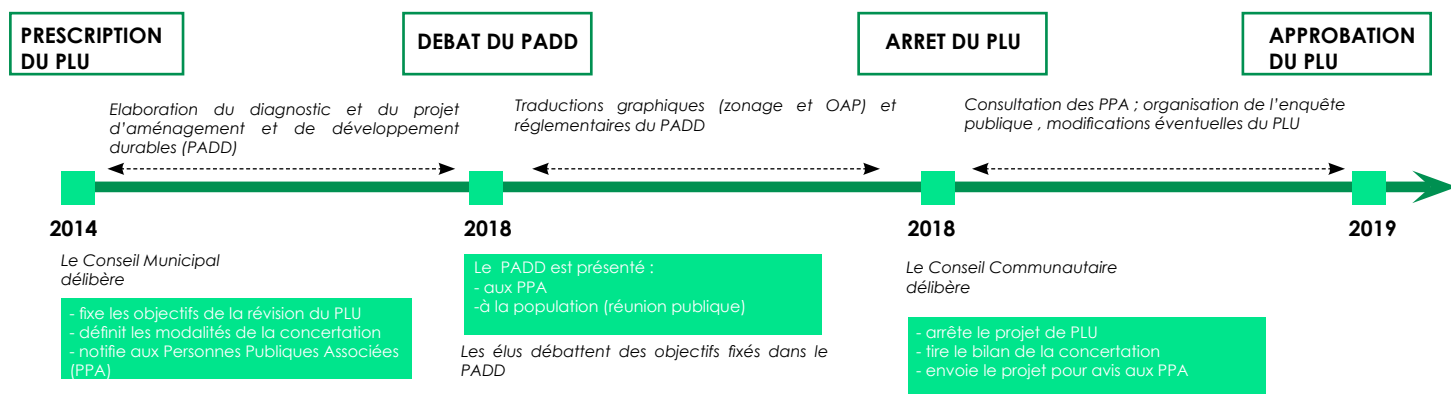 PRESCRIPTION
DU PLU
DEBAT DU PADD
ARRET DU PLU
APPROBATION
DU PLU
Elaboration du diagnostic et du projet
d'aménagement et de développement
durables (PADD)
Traductions graphiques (zonage et OAP) et
réglementaires du PADD
Consultation des PPA ; organisation de l'enquête
publique , modifications éventuelles du PLU
2014
2018
2018
2019
Le Conseil Municipal
délibère
- fixe les objectifs de la révision du PLU
- définit les modalités de la concertation
- notifie aux Personnes Publiques Associées
(PPA)
Le PADD est présenté :
- aux PPA
-à la population (réunion publique)
Les élus débattent des objectifs fixés dans le
PADD
Le Conseil Communautaire
délibère
- arrête le projet de PLU
- tire le bilan de la concertation
- envoie le projet pour avis aux PPA